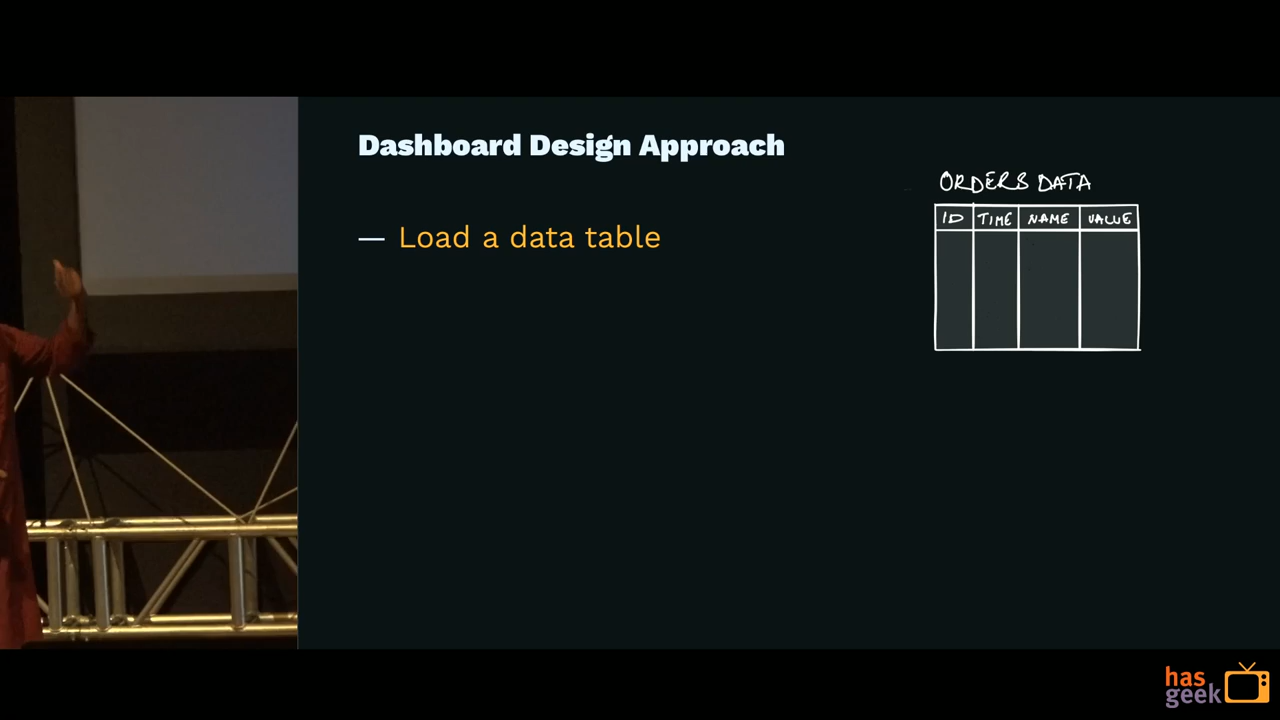 Dashboard Design Approach
ORDERS DATA
ID TIME NAME VALUE
— Load a data table
has
geek